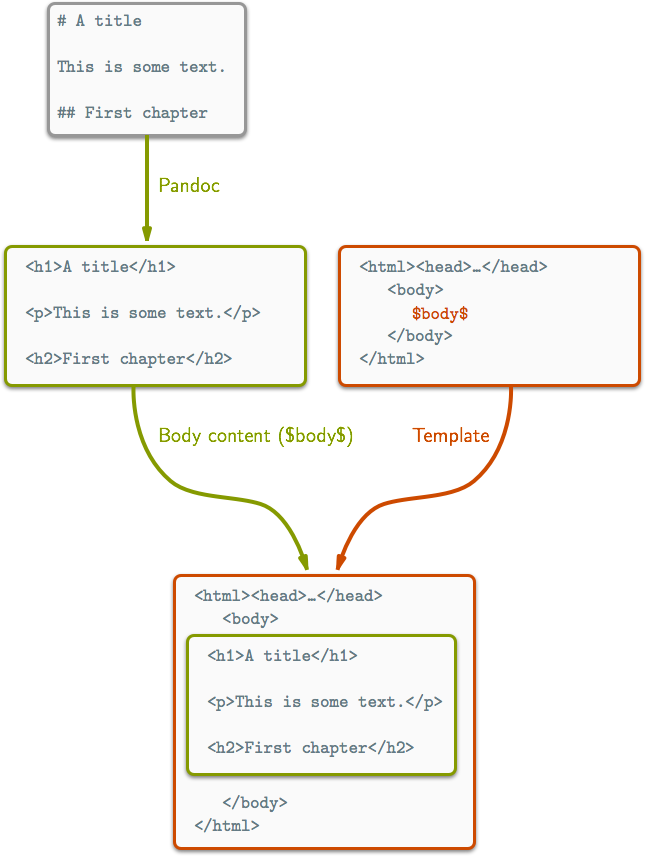 # A title
This is some text.
## First chapter
Pandoc
<h1>A title</h1>
<p>This is some text.</p>
<h2>First chapter</h2>
<html><head>…</head>
<body>
$body$
</body>
</html>
Body content ($body$)
Template
<html><head>…</head>
<body>
<h1>A title</h1>
<p>This is some text.</p>
<h2>First chapter</h2>
</body>
</html>